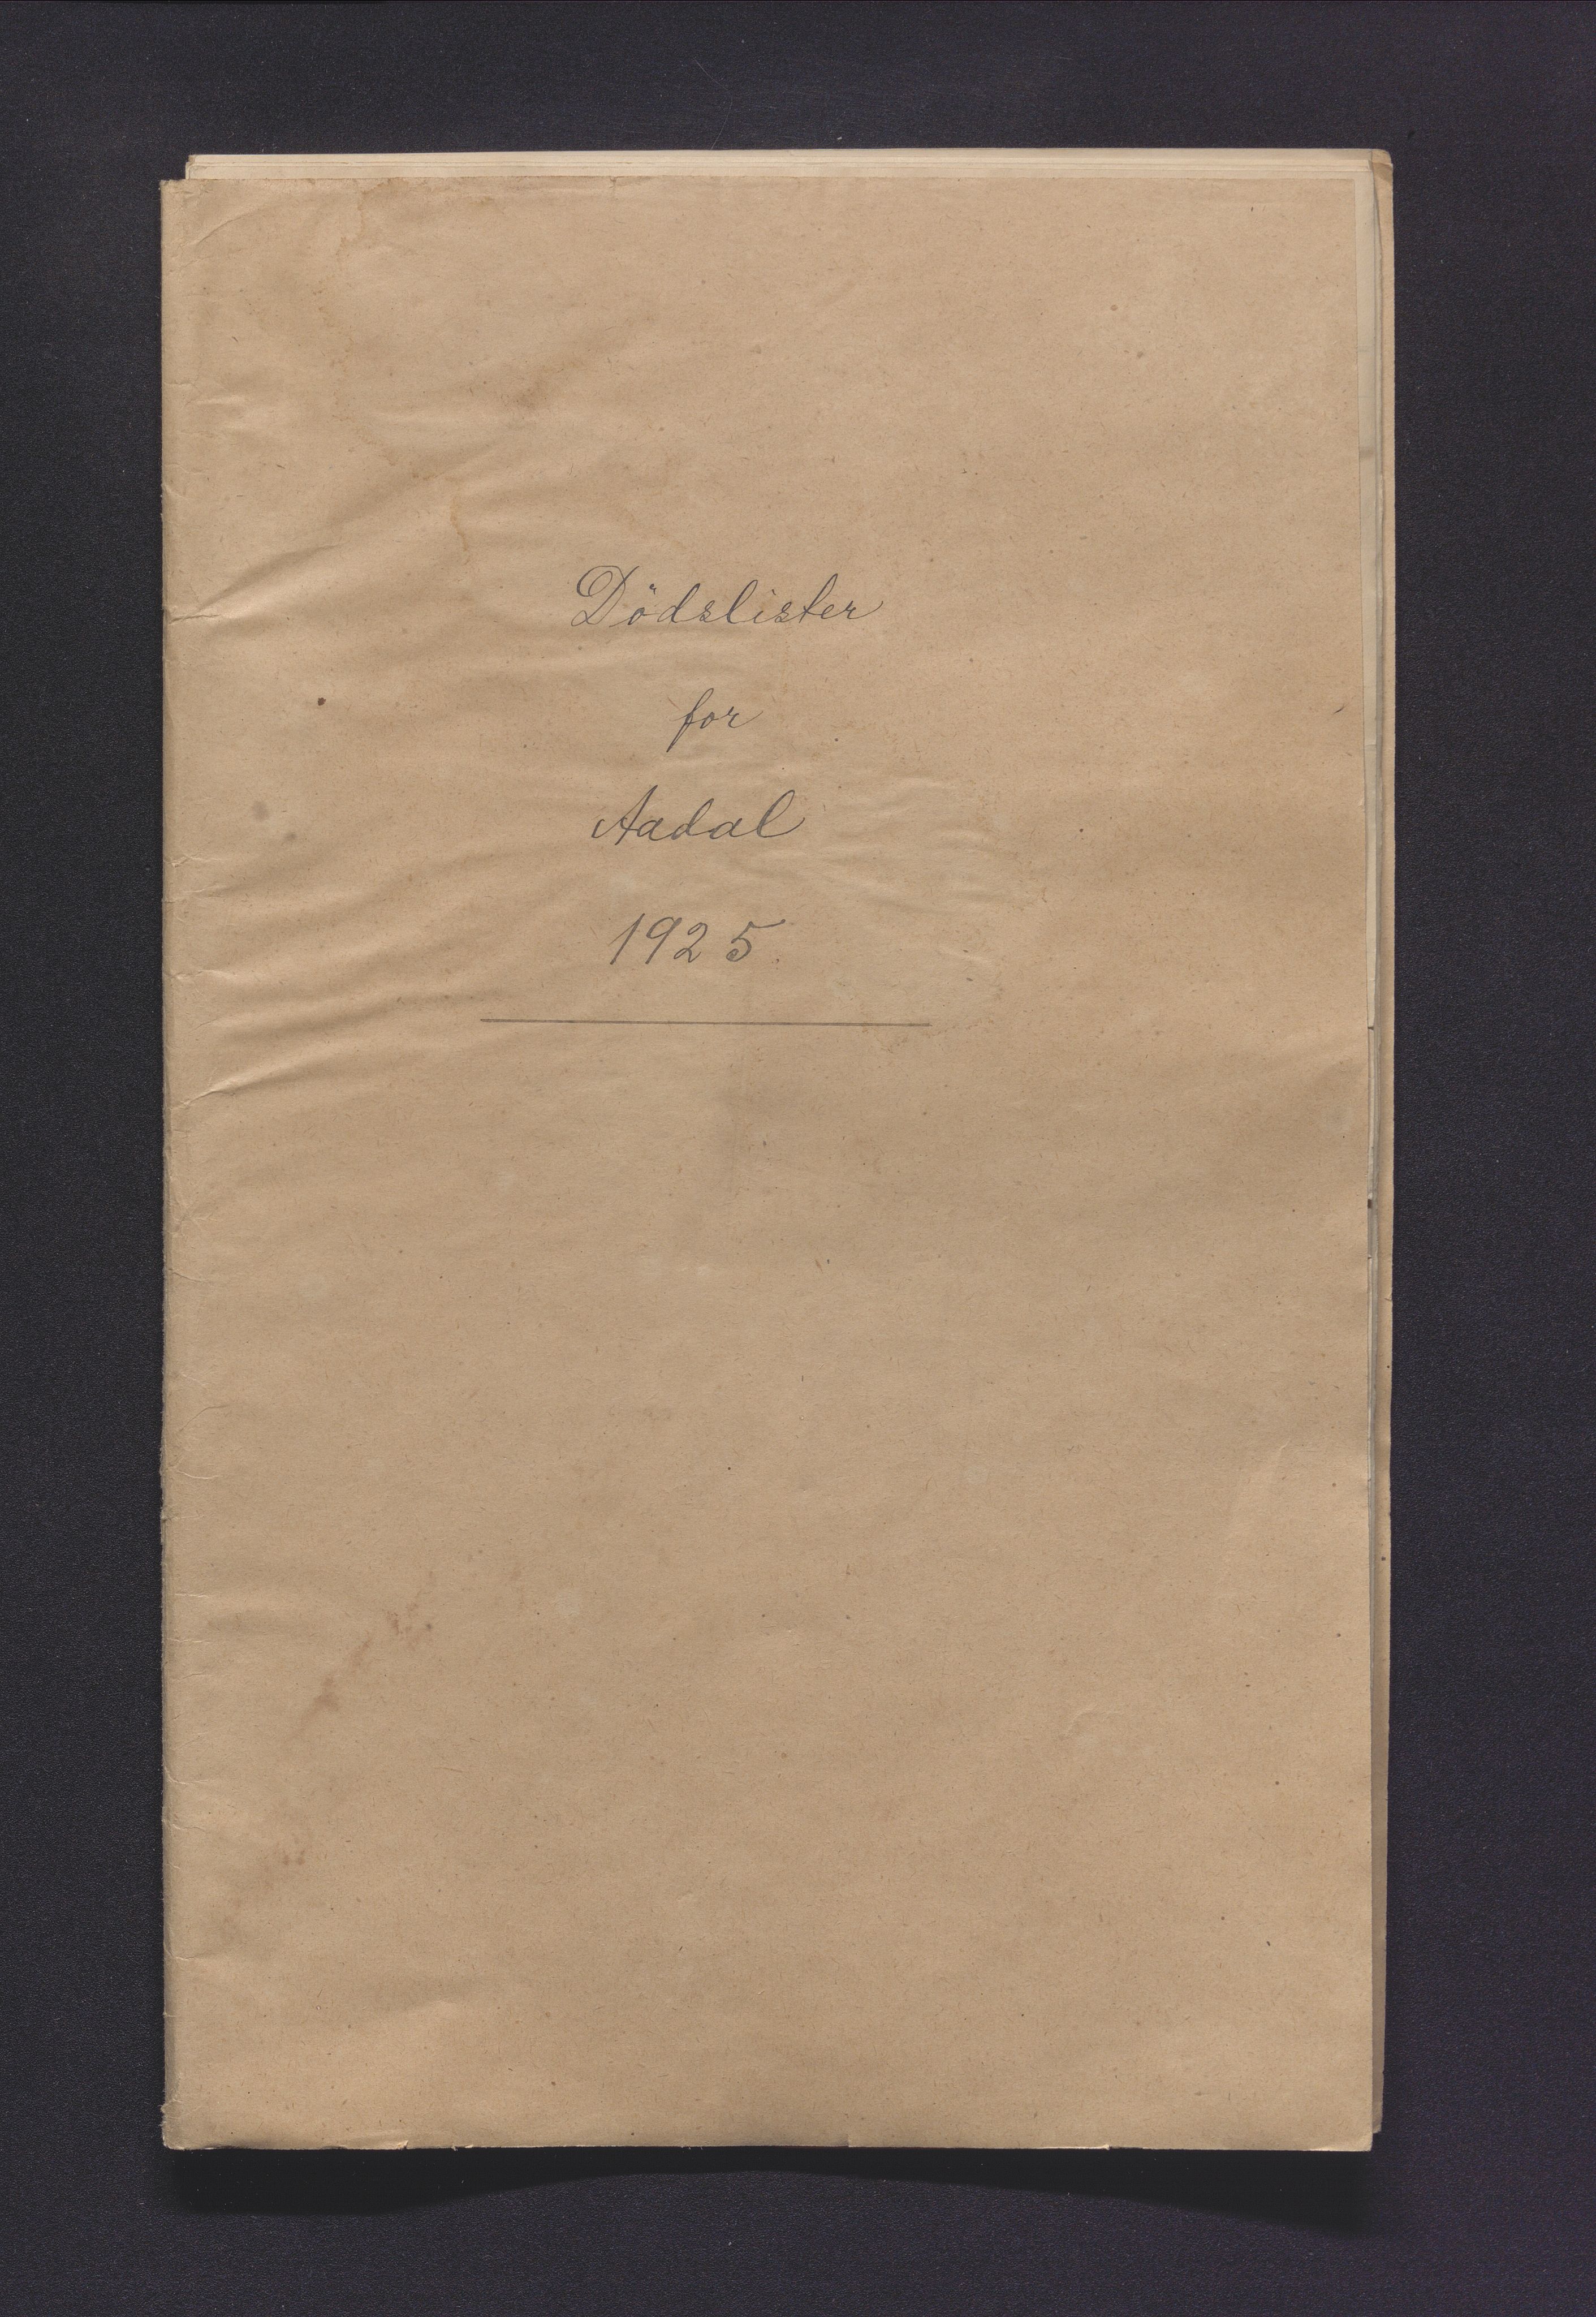 Dödslister
for
Aadal
1925.